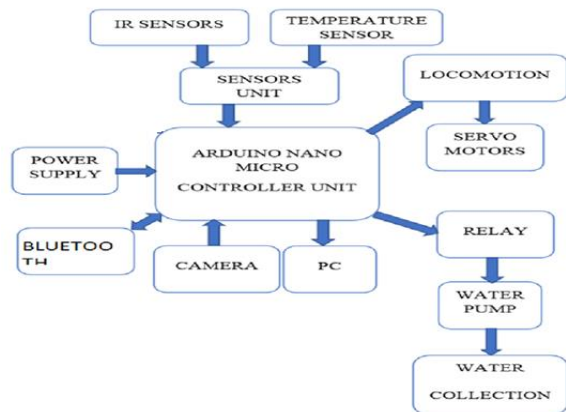 IR SENSORS
TEMPERATURE
SENSOR
SENSORS
UNIT
LOCOMOTION
SERVO
MOTORS
ARDUINO NANO
MICRO
CONTROLLER UNIT
POWER
SUPPLY
BLUETOO
TH
CAMERA
PC
RELAY
WATER
PUMP
WATER
COLLECTION